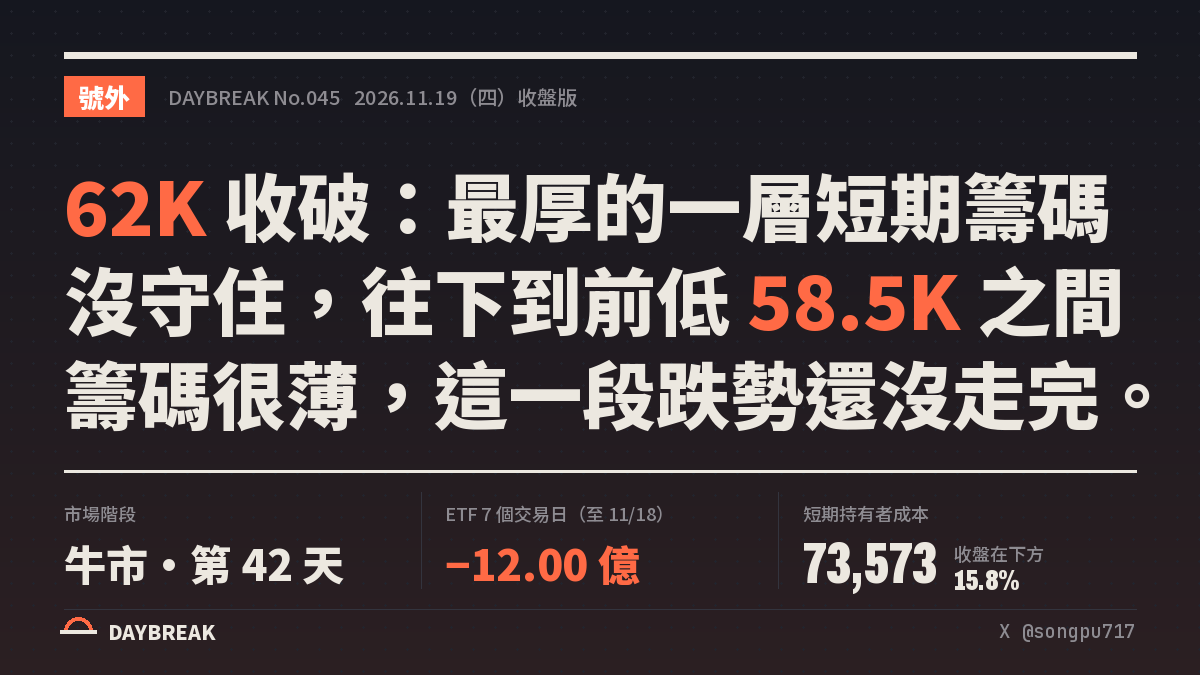 號外 DAYBREAK No.045 2026.11.19（四）收盤版
62K 收破：最厚的一層短期籌碼
沒守住，往下到前低 58.5K 之間
籌碼很薄，這一段跌勢還沒走完。
市場階段
牛市・第 42 天
ETF 7 個交易日（至 11/18）
−12.00 億
短期持有者成本
73,573 收盤在下方 15.8%
DAYBREAK
X @songpu717